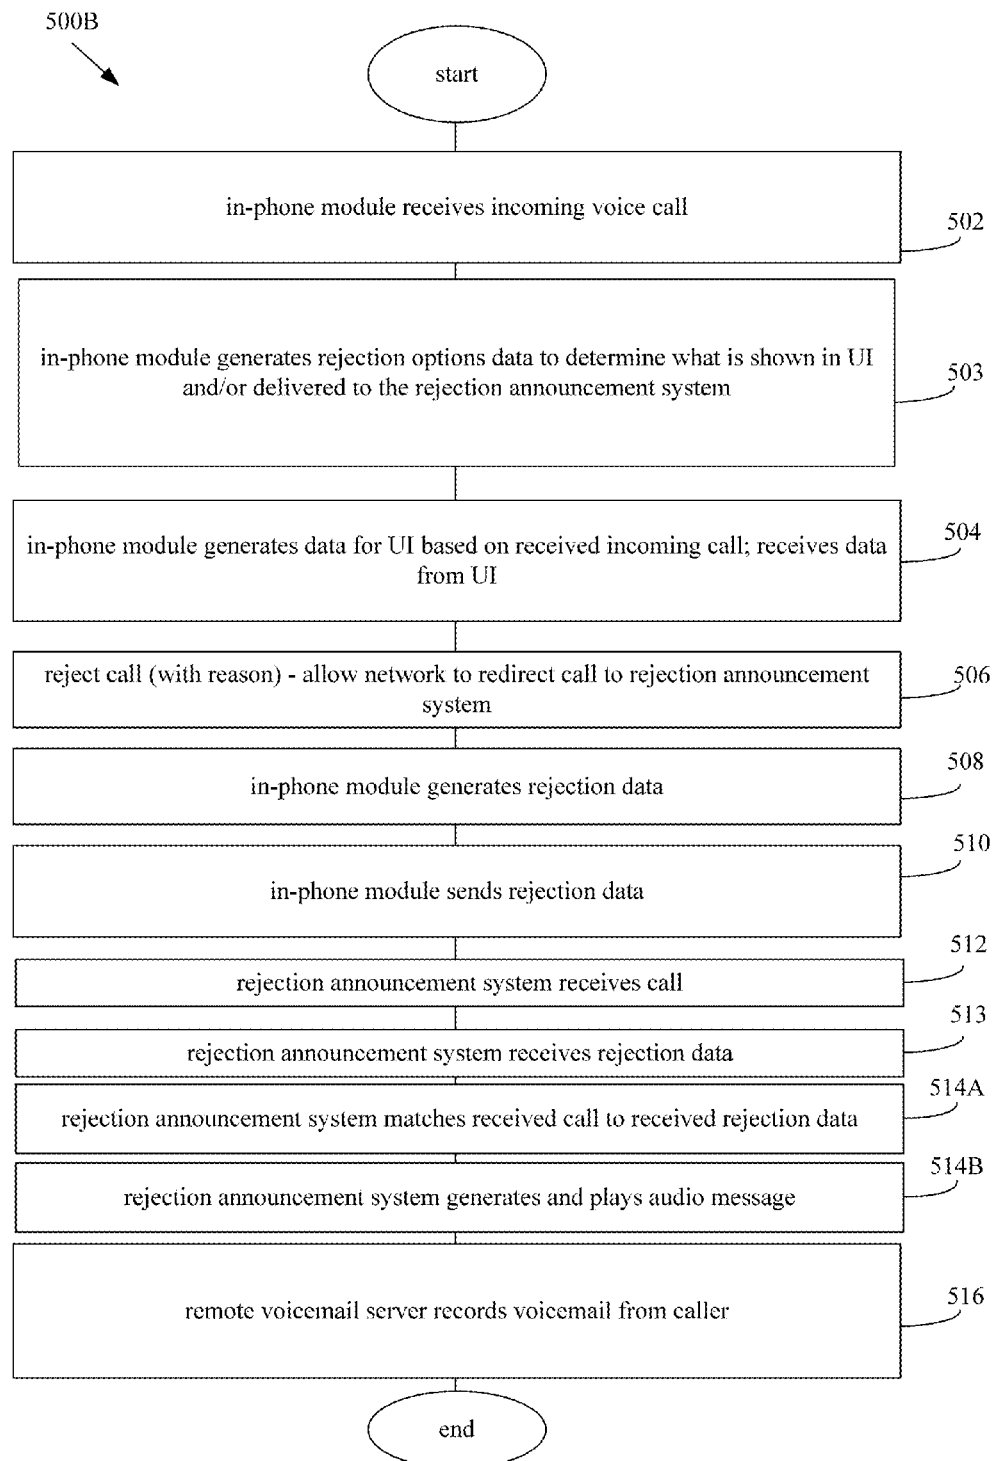 500B
start
in-phone module receives incoming voice call
502
in-phone module generates rejection options data to determine what is shown in UI
and/or delivered to the rejection announcement system
503
in-phone module generates data for UI based on received incoming call; receives data
from UI
504
reject call (with reason) - allow network to redirect call to rejection announcement
system
506
in-phone module generates rejection data
508
in-phone module sends rejection data
510
rejection announcement system receives call
512
rejection announcement system receives rejection data
513
rejection announcement system matches received call to received rejection data
514A
rejection announcement system generates and plays audio message
514B
remote voicemail server records voicemail from caller
516
end